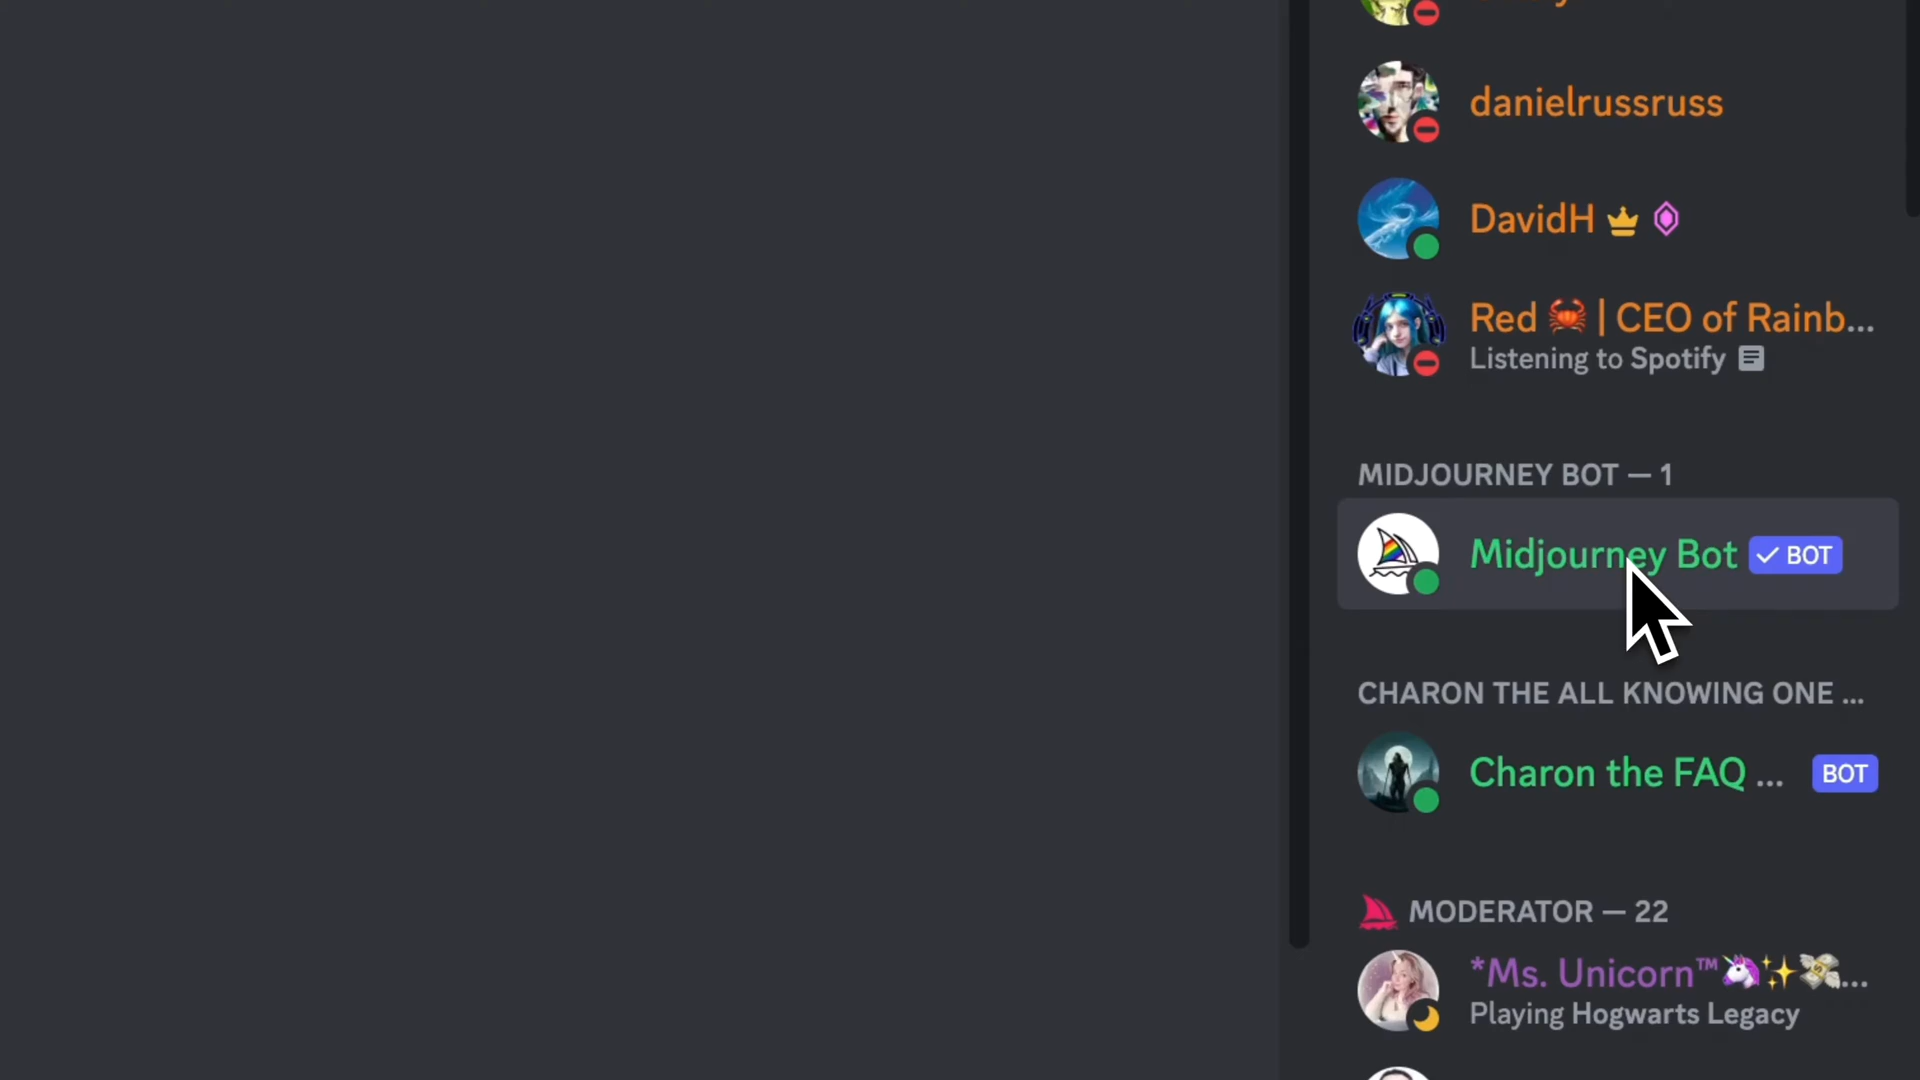 danielrussruss
DavidH
Red 🦀 | CEO of Rainb...
Listening to Spotify
MIDJOURNEY BOT — 1
Midjourney Bot ✓ BOT
CHARON THE ALL KNOWING ONE ...
Charon the FAQ ... BOT
MODERATOR — 22
*Ms. Unicorn™🦄✨💸...
Playing Hogwarts Legacy